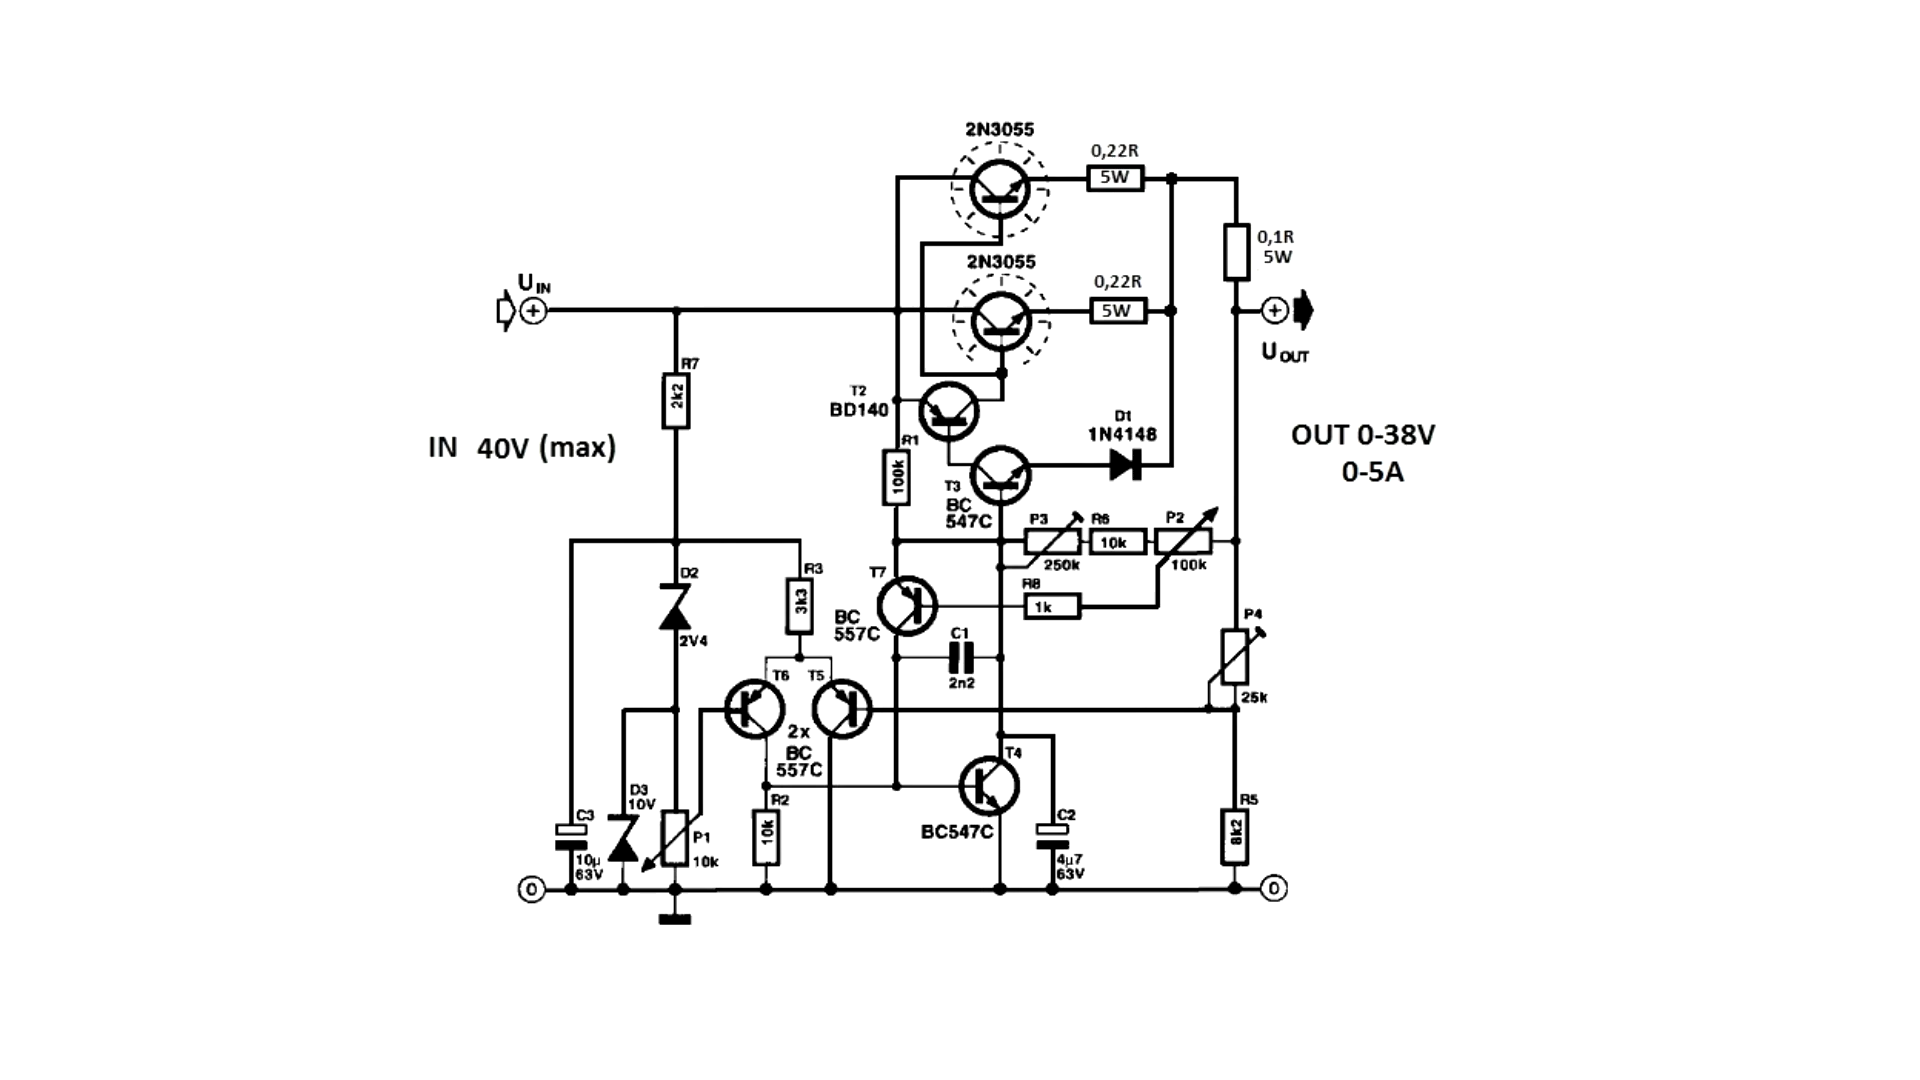 2N3055
0,22R
5W
0,1R
5W
2N3055
0,22R
5W
U IN
+
+
U OUT
R7
2k2
T2
BD140
D1
1N4148
IN 40V (max)
OUT 0-38V
0-5A
R1
100k
T3
BC
547C
P3
R6
P2
10k
250k
100k
D2
2V4
R3
3k3
T7
BC
557C
R8
1k
C1
2n2
P4
25k
T6
T5
2x
BC
557C
T4
BC547C
D3
10V
C3
10µ
63V
P1
10k
R2
10k
C2
4µ7
63V
R5
8k2
0
0